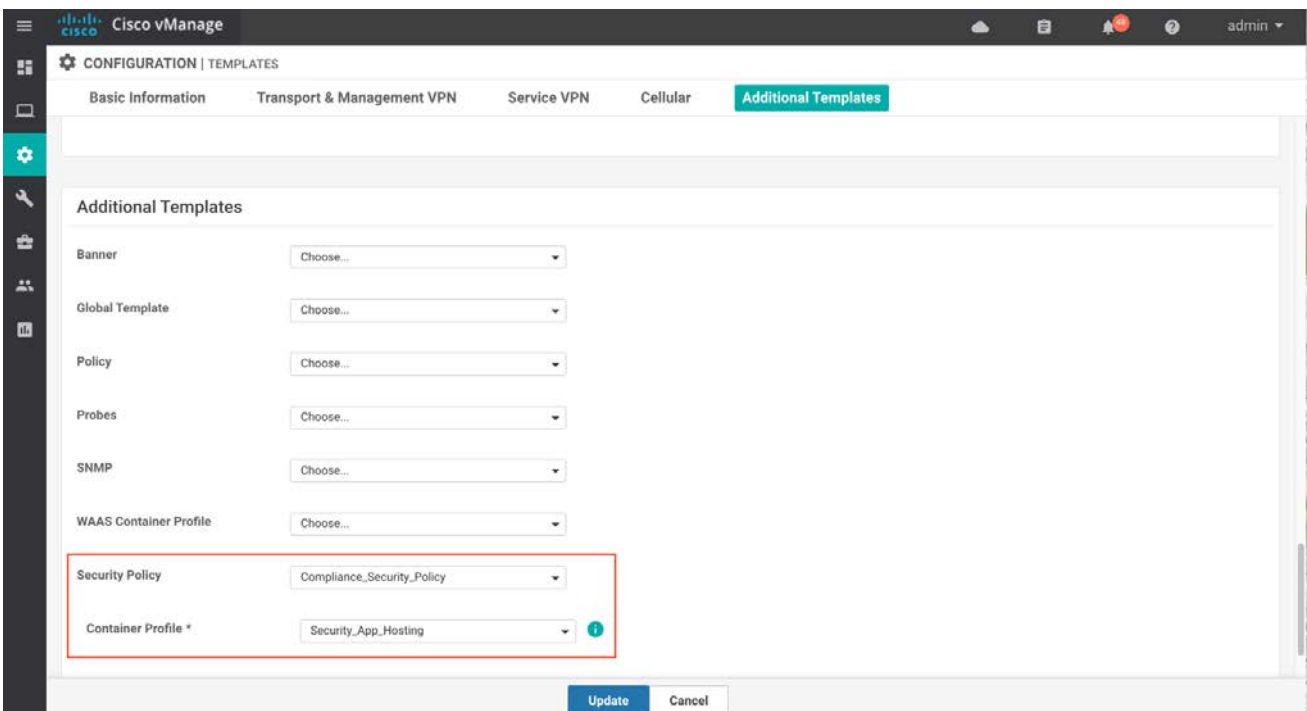 cisco Cisco vManage admin
CONFIGURATION | TEMPLATES
Basic Information Transport & Management VPN Service VPN Cellular Additional Templates
Additional Templates
Banner Choose...
Global Template Choose...
Policy Choose...
Probes Choose...
SNMP Choose...
WAAS Container Profile Choose...
Security Policy Compliance_Security_Policy
Container Profile * Security_App_Hosting
Update Cancel